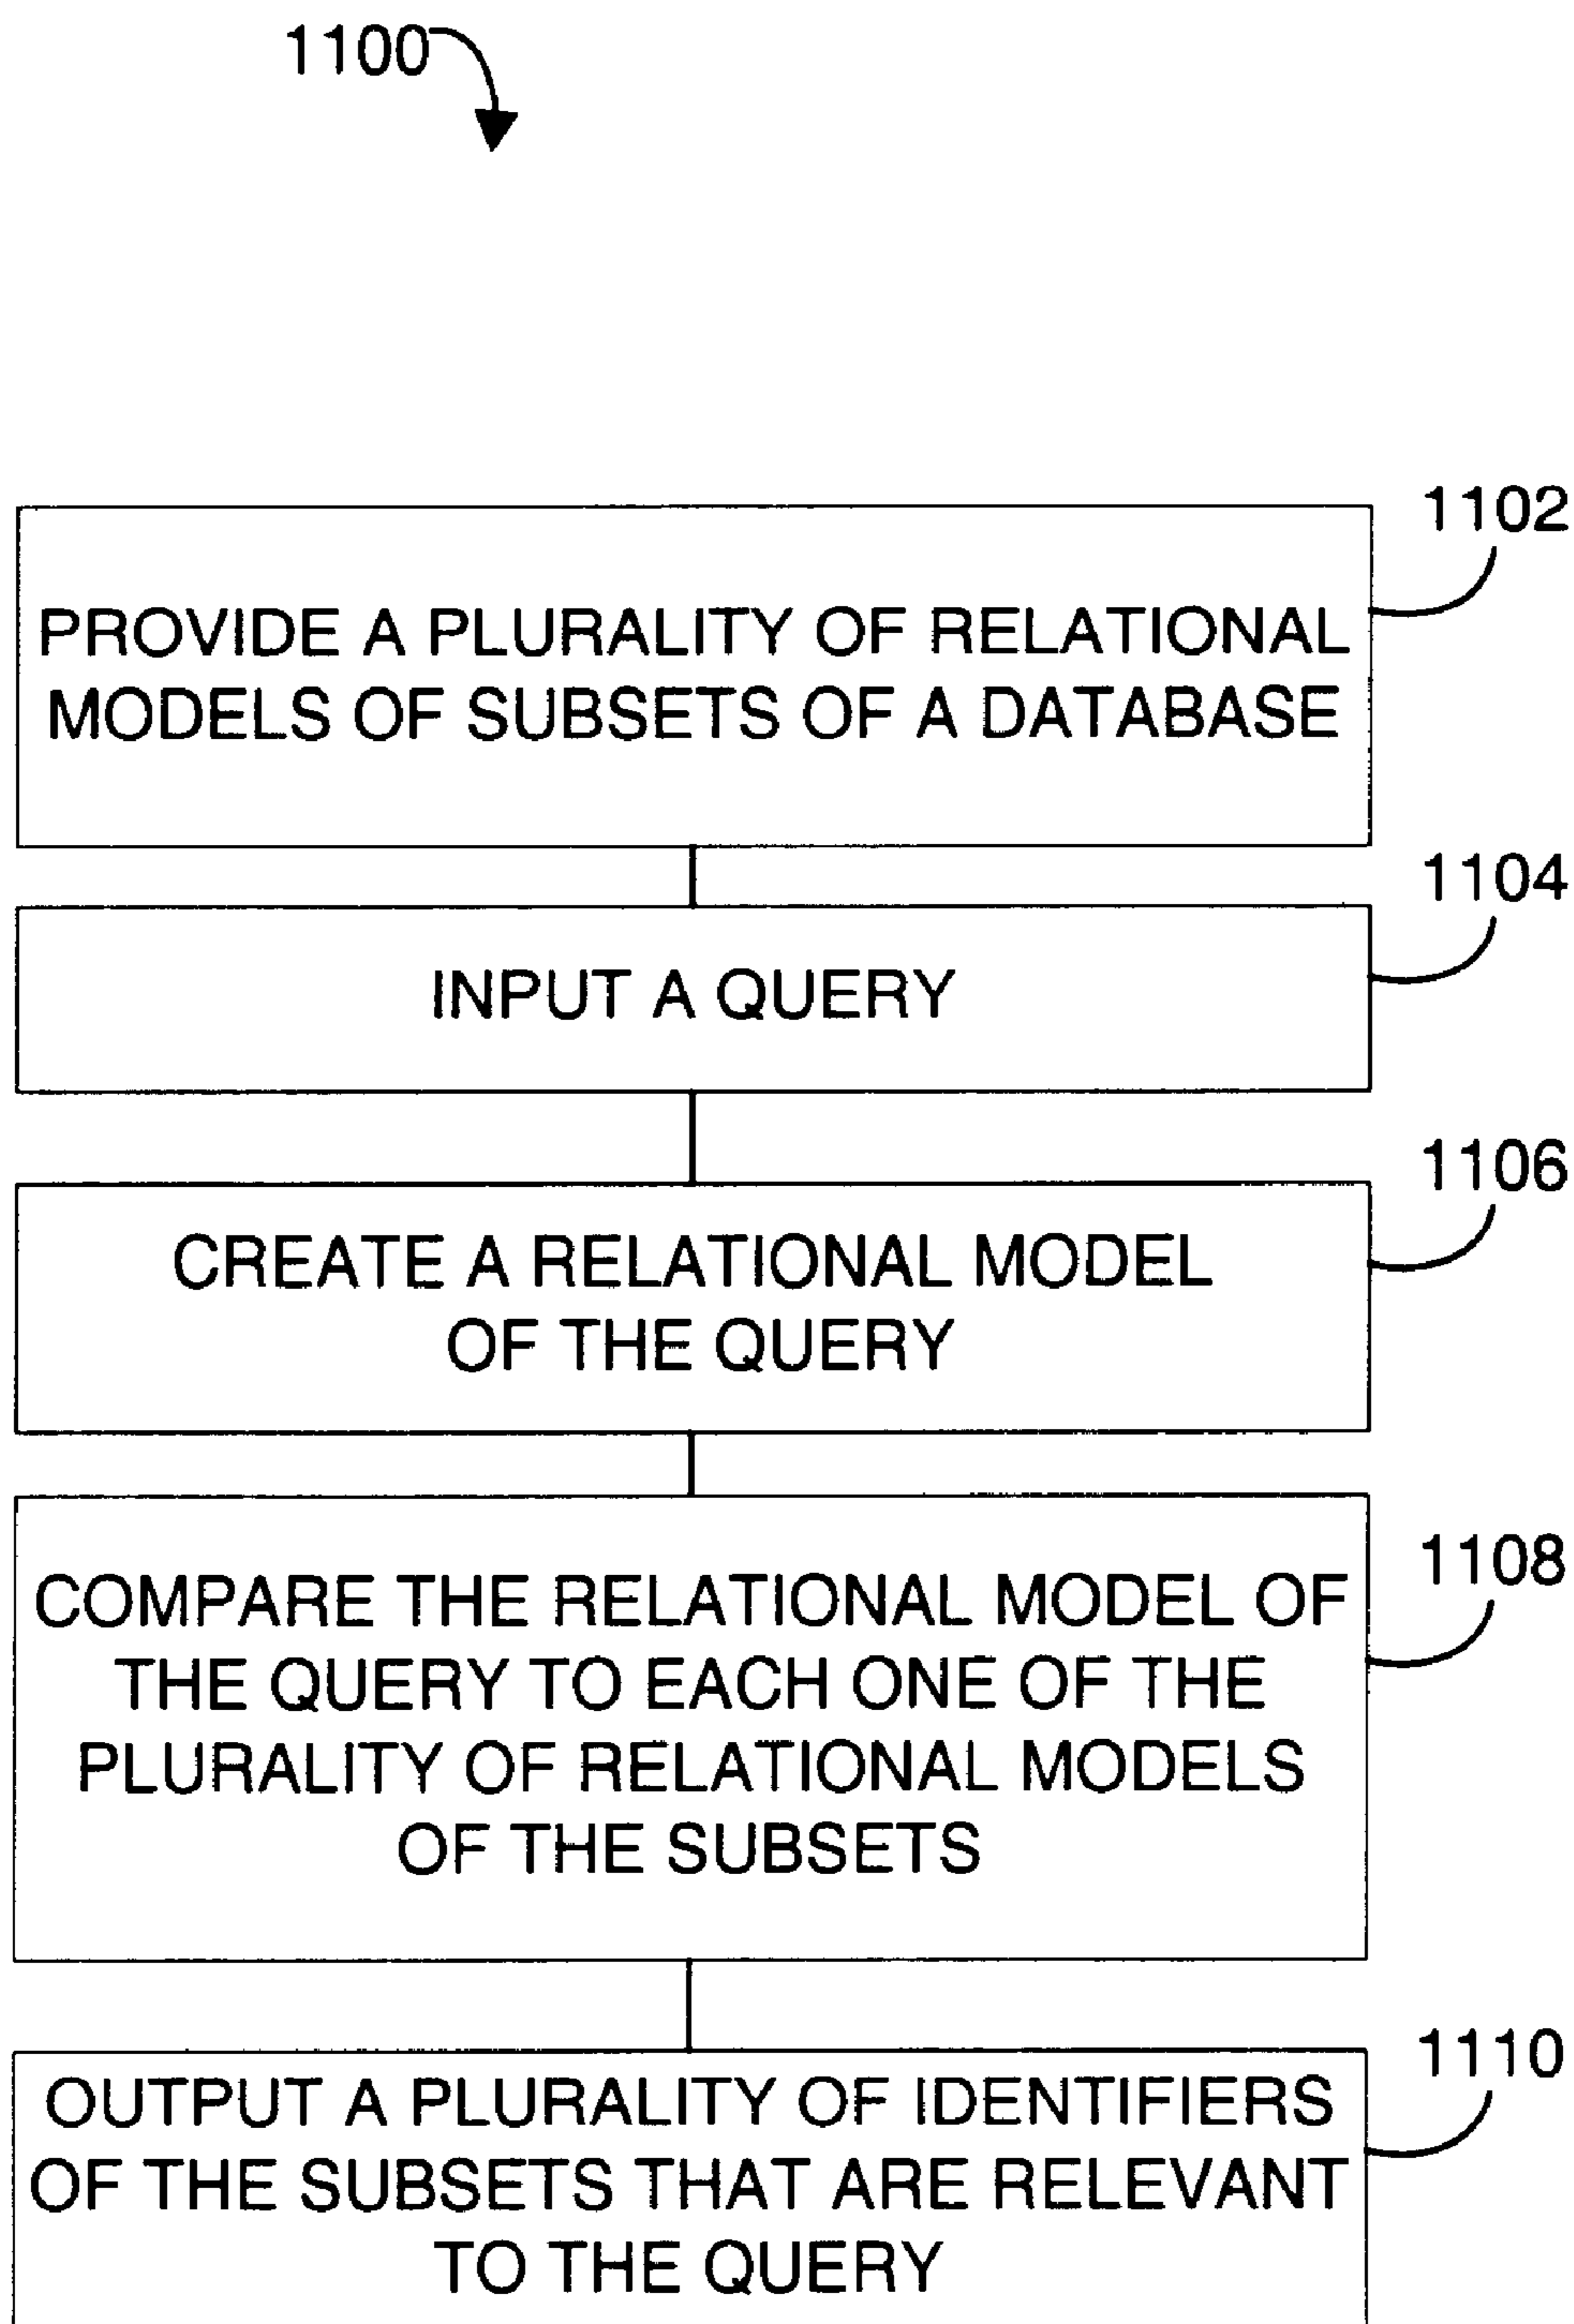 1100
1102
PROVIDE A PLURALITY OF RELATIONAL
MODELS OF SUBSETS OF A DATABASE
1104
INPUT A QUERY
1106
CREATE A RELATIONAL MODEL
OF THE QUERY
1108
COMPARE THE RELATIONAL MODEL OF
THE QUERY TO EACH ONE OF THE
PLURALITY OF RELATIONAL MODELS
OF THE SUBSETS
1110
OUTPUT A PLURALITY OF IDENTIFIERS
OF THE SUBSETS THAT ARE RELEVANT
TO THE QUERY